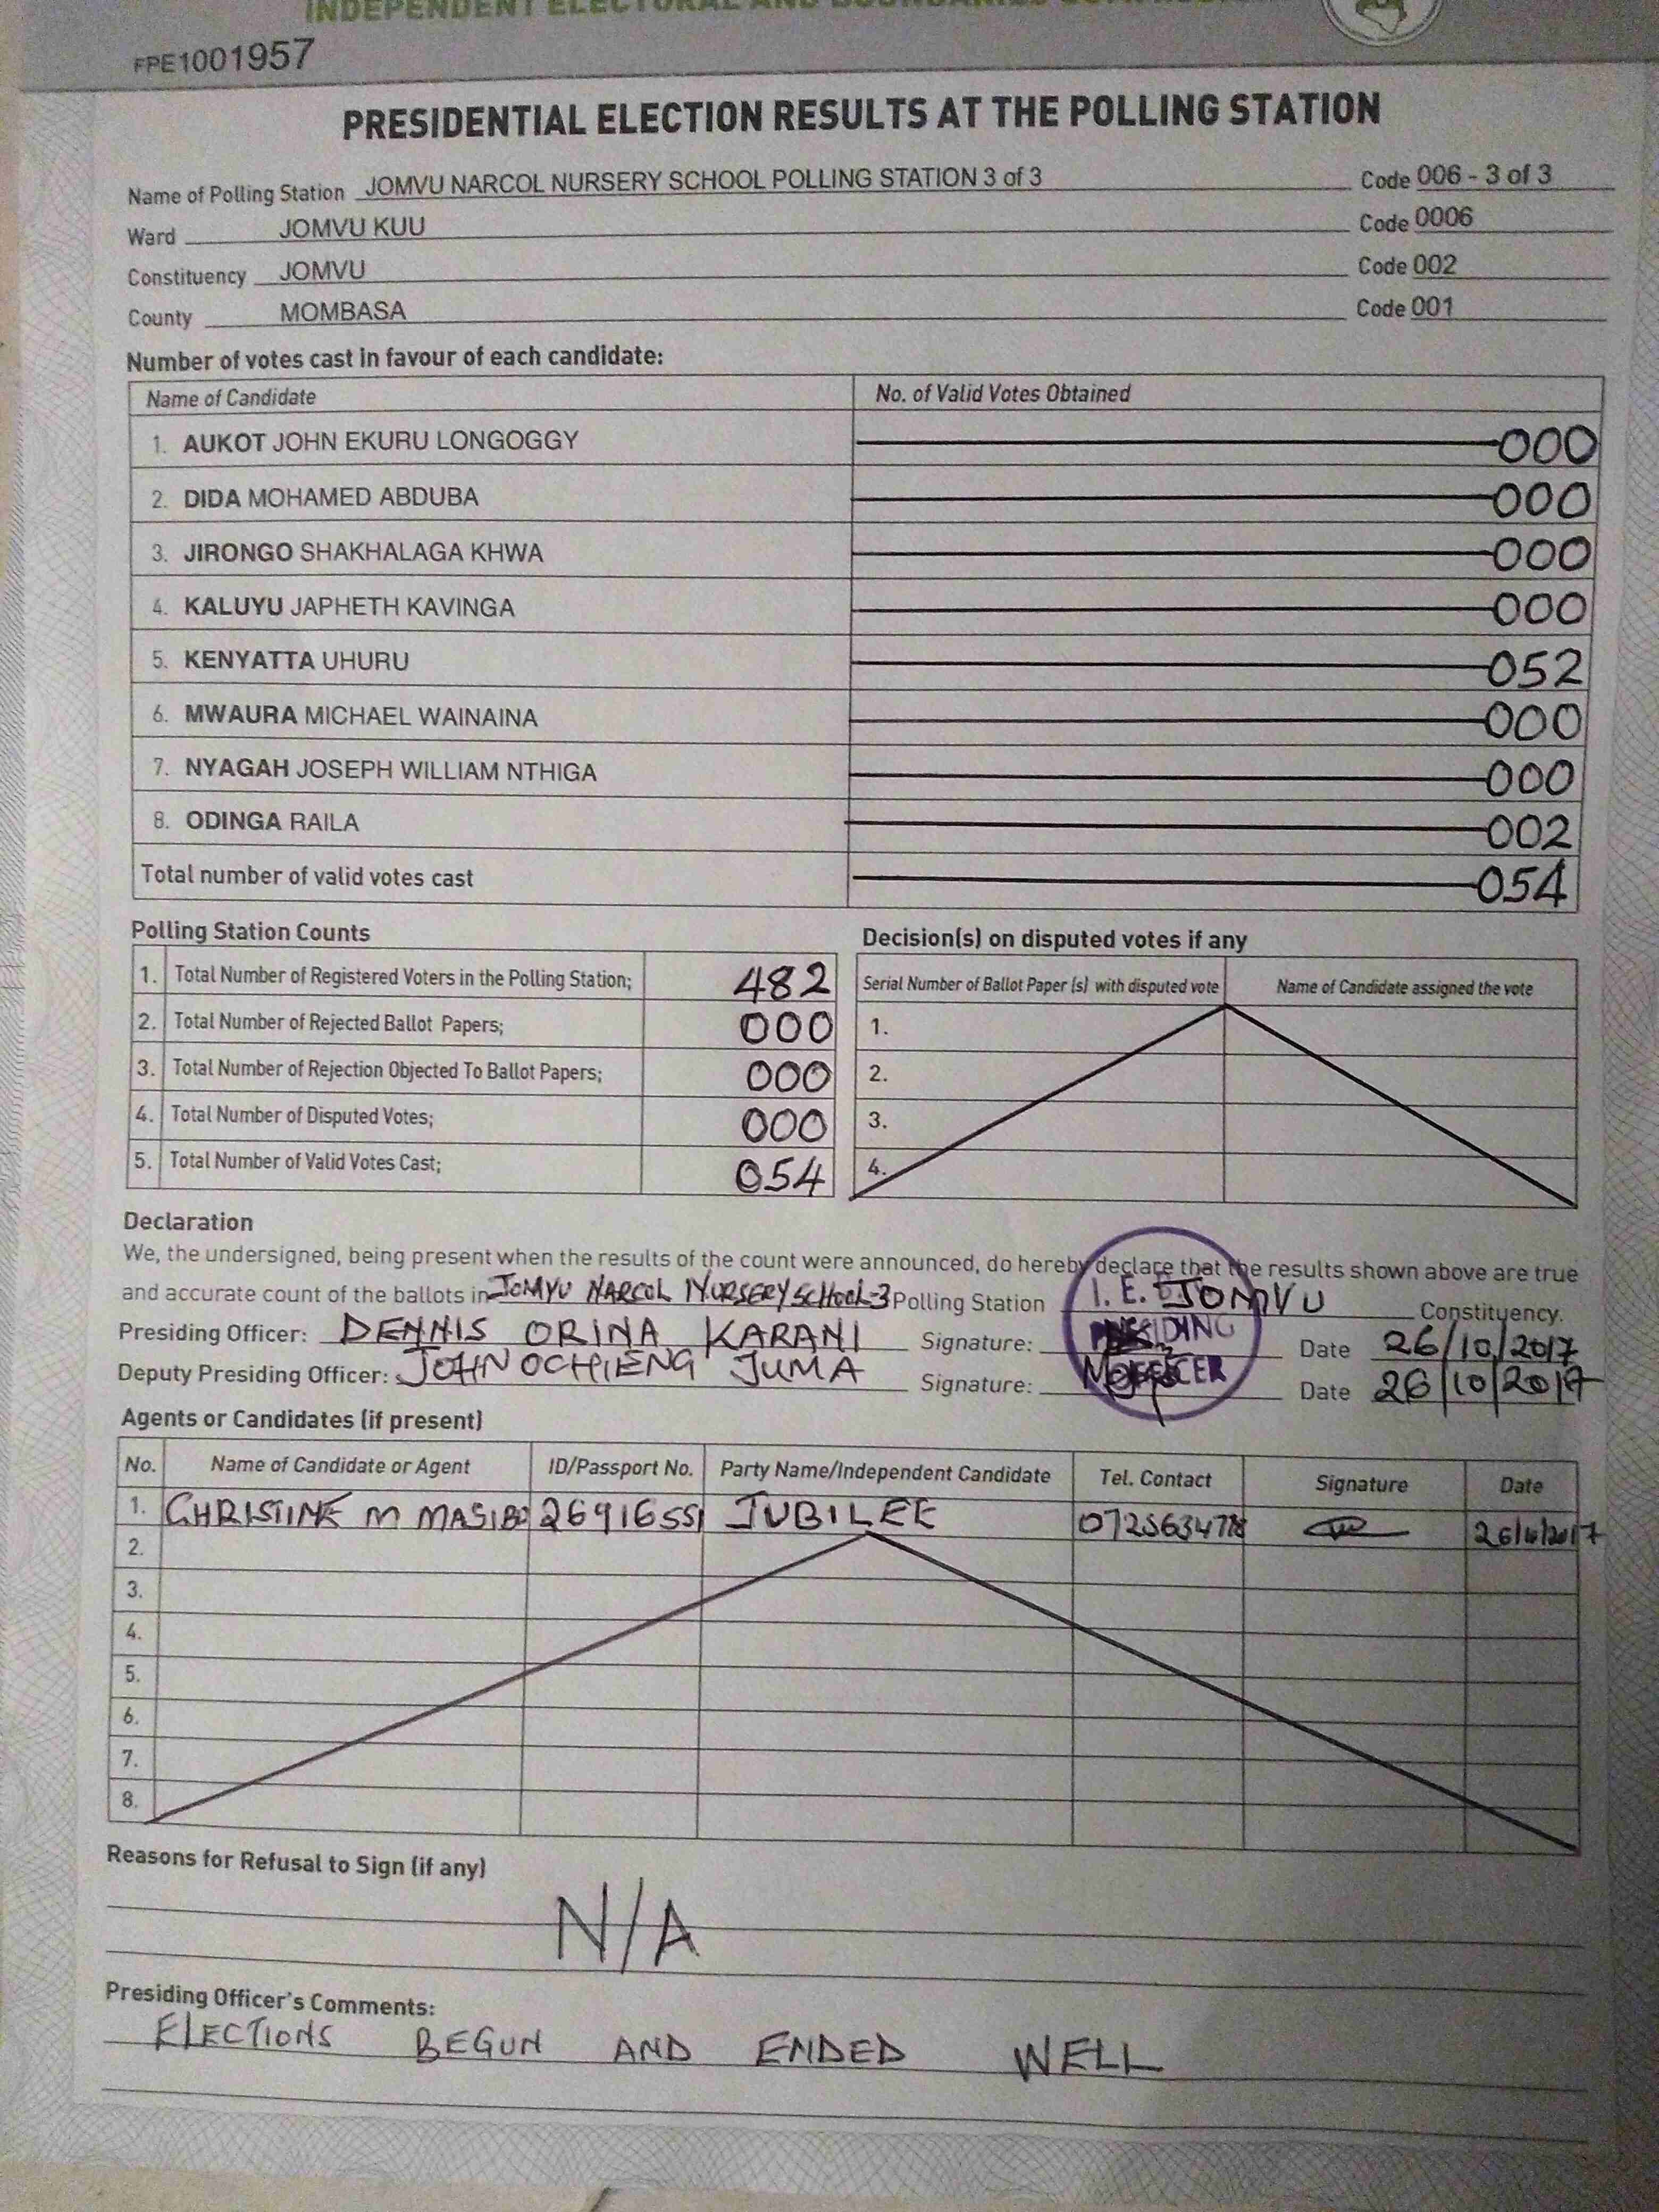 INDEPENDENT ELECTORAL AND BOUNDARIES
FPE1001957
PRESIDENTIAL ELECTION RESULTS AT THE POLLING STATION
Name of Polling Station JOMVU NARCOL NURSERY SCHOOL POLLING STATION 3 of 3 Code 006 - 3 of 3
Ward JOMVU KUU Code 0006
Constituency JOMVU Code 002
County MOMBASA Code 001
Number of votes cast in favour of each candidate:
Name of Candidate No. of Valid Votes Obtained
1. AUKOT JOHN EKURU LONGOGGY 000
2. DIDA MOHAMED ABDUBA 000
3. JIRONGO SHAKHALAGA KHWA 000
4. KALUYU JAPHETH KAVINGA 000
5. KENYATTA UHURU 052
6. MWAURA MICHAEL WAINAINA 000
7. NYAGAH JOSEPH WILLIAM NTHIGA 000
8. ODINGA RAILA 002
Total number of valid votes cast 054
Polling Station Counts
1. Total Number of Registered Voters in the Polling Station; 482
2. Total Number of Rejected Ballot Papers; 000
3. Total Number of Rejection Objected To Ballot Papers; 000
4. Total Number of Disputed Votes; 000
5. Total Number of Valid Votes Cast; 054
Decision(s) on disputed votes if any
Serial Number of Ballot Paper (s) with disputed vote Name of Candidate assigned the vote
1.
2.
3.
4.
Declaration
We, the undersigned, being present when the results of the count were announced, do hereby declare that the results shown above are true
and accurate count of the ballots in JOMVU NARCOL NURSERY SCHOOL-3 Polling Station JOMVU Constituency.
I. E.
PRESIDING
OFFICER
Presiding Officer: DENNIS ORINA KARANI Signature: Date 26/10/2017
Deputy Presiding Officer: JOHN OCHIENG JUMA Signature: Date 26/10/2017
Agents or Candidates (if present)
No. Name of Candidate or Agent ID/Passport No. Party Name/Independent Candidate Tel. Contact Signature Date
1. CHRISTINE M MASIBO 26916551 JUBILEE 26/10/2017
2.
3.
4.
5.
6.
7.
8.
Reasons for Refusal to Sign (if any)
N/A
Presiding Officer's Comments:
ELECTIONS BEGUN AND ENDED WELL